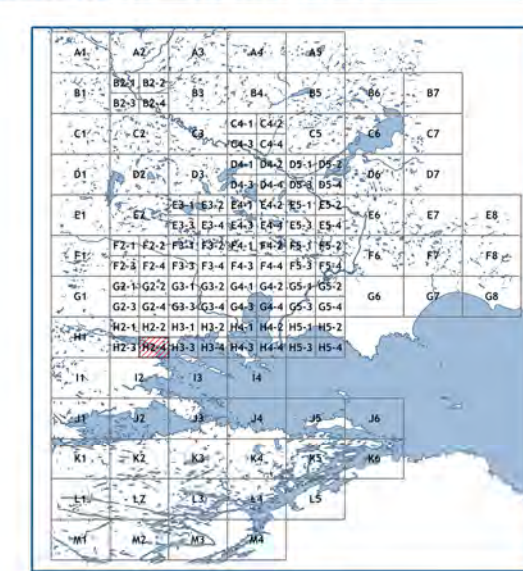 A1 A2 A3 A4 A5
B1 B2-1 B2-2 B3 B4 B5 B6 B7
B2-3 B2-4
C1 C2 C3 C4-1 C4-2 C5 C6 C7
C4-3 C4-4
D1 D2 D3 D4-1 D4-2 D5-1 D5-2 D6 D7
D4-3 D4-4 D5-3 D5-4
E1 E2 E3-1 E3-2 E4-1 E4-2 E5-1 E5-2 E6 E7 E8
E3-3 E3-4 E4-3 E4-4 E5-3 E5-4
F1 F2-1 F2-2 F3-1 F3-2 F4-1 F4-2 F5-1 F5-2 F6 F7 F8
F2-3 F2-4 F3-3 F3-4 F4-3 F4-4 F5-3 F5-4
G1 G2-1 G2-2 G3-1 G3-2 G4-1 G4-2 G5-1 G5-2 G6 G7 G8
G2-3 G2-4 G3-3 G3-4 G4-3 G4-4 G5-3 G5-4
H1 H2-1 H2-2 H3-1 H3-2 H4-1 H4-2 H5-1 H5-2
H2-3 H2-4 H3-3 H3-4 H4-3 H4-4 H5-3 H5-4
I1 I2 I3 I4
J1 J2 J3 J4 J5 J6
K1 K2 K3 K4 K5 K6
L1 L2 L3 L4 L5
M1 M2 M3 M4